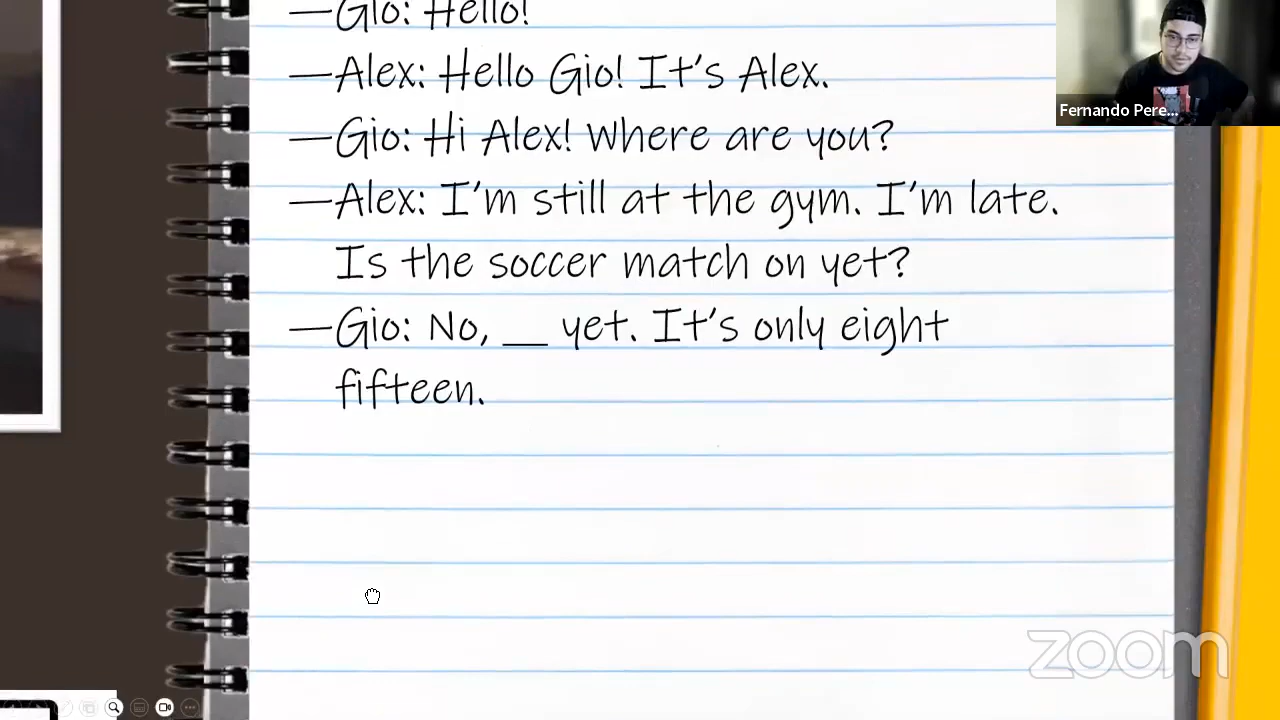 —Gio: Hello!
Fernando Pere...
—Alex: Hello Gio! It's Alex.
—Gio: Hi Alex! Where are you?
—Alex: I'm still at the gym. I'm late.
Is the soccer match on yet?
—Gio: No, __ yet. It's only eight
fifteen.
zoom